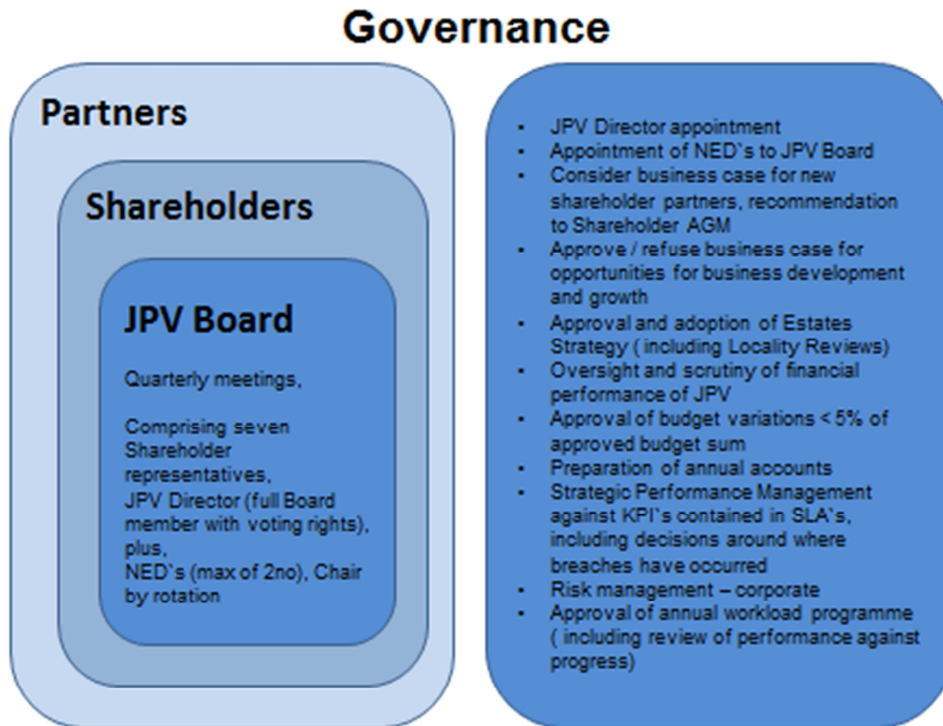 Governance
Partners
Shareholders
JPV Board
Quarterly meetings,
Comprising seven
Shareholder
representatives,
JPV Director (full Board
member with voting rights),
plus,
NED`s (max of 2no), Chair
by rotation
▪ JPV Director appointment
▪ Appointment of NED`s to JPV Board
▪ Consider business case for new
shareholder partners, recommendation
to Shareholder AGM
▪ Approve / refuse business case for
opportunities for business development
and growth
▪ Approval and adoption of Estates
Strategy ( including Locality Reviews)
▪ Oversight and scrutiny of financial
performance of JPV
▪ Approval of budget variations < 5% of
approved budget sum
▪ Preparation of annual accounts
▪ Strategic Performance Management
against KPI`s contained in SLA`s,
including decisions around where
breaches have occurred
▪ Risk management – corporate
▪ Approval of annual workload programme
( including review of performance against
progress)